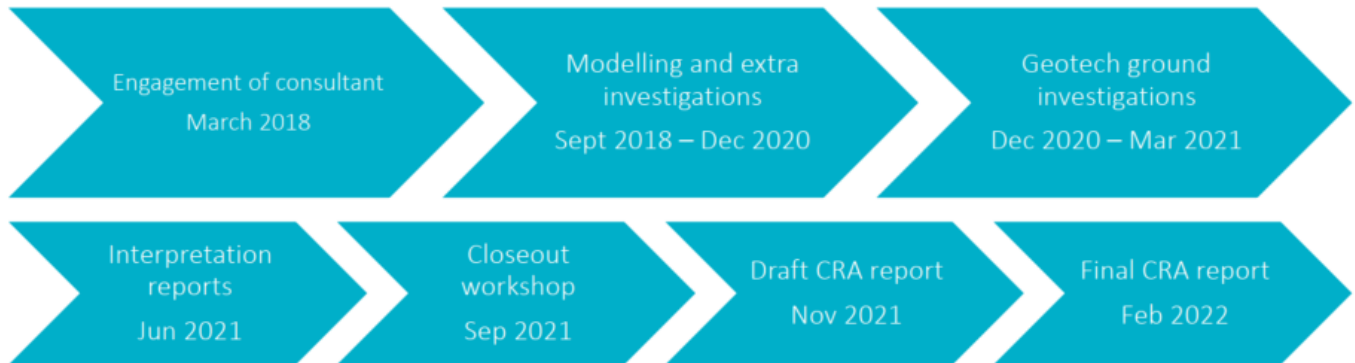 Engagement of consultant
March 2018
Modelling and extra
investigations
Sept 2018 – Dec 2020
Geotech ground
investigations
Dec 2020 – Mar 2021
Interpretation
reports
Jun 2021
Closeout
workshop
Sep 2021
Draft CRA report
Nov 2021
Final CRA report
Feb 2022